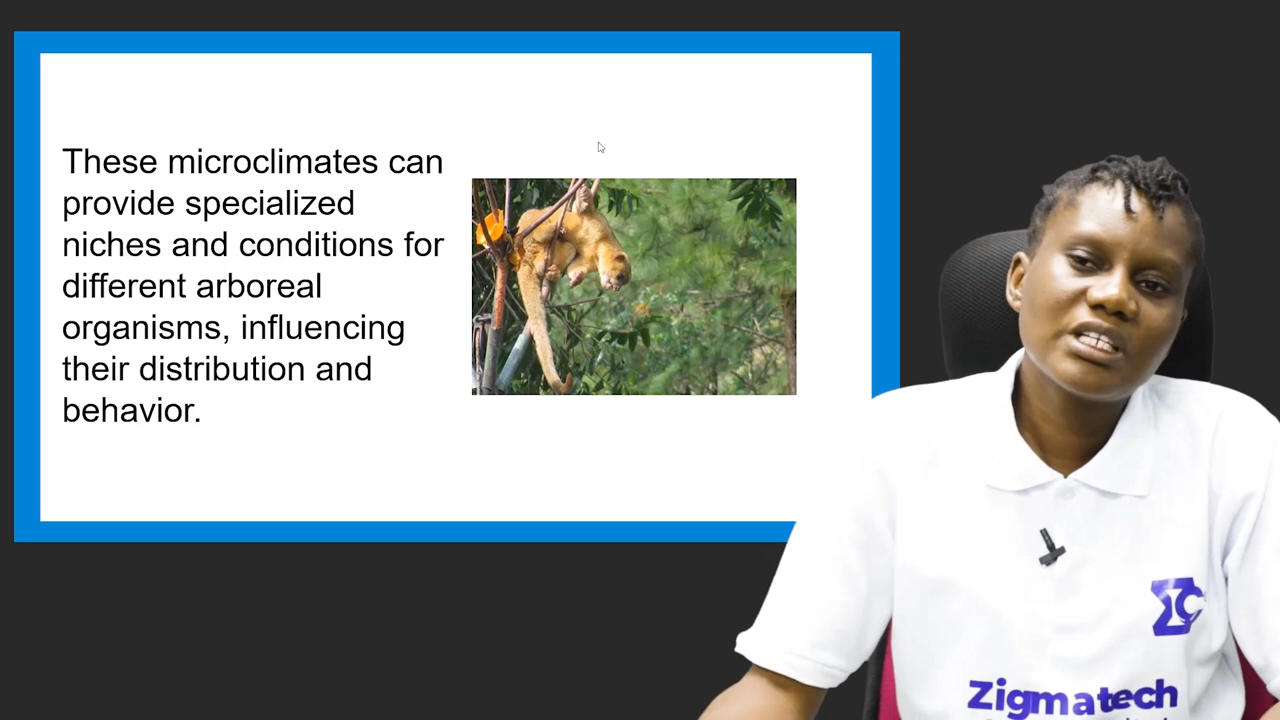 These microclimates can
provide specialized
niches and conditions for
different arboreal
organisms, influencing
their distribution and
behavior.
Zigmatech